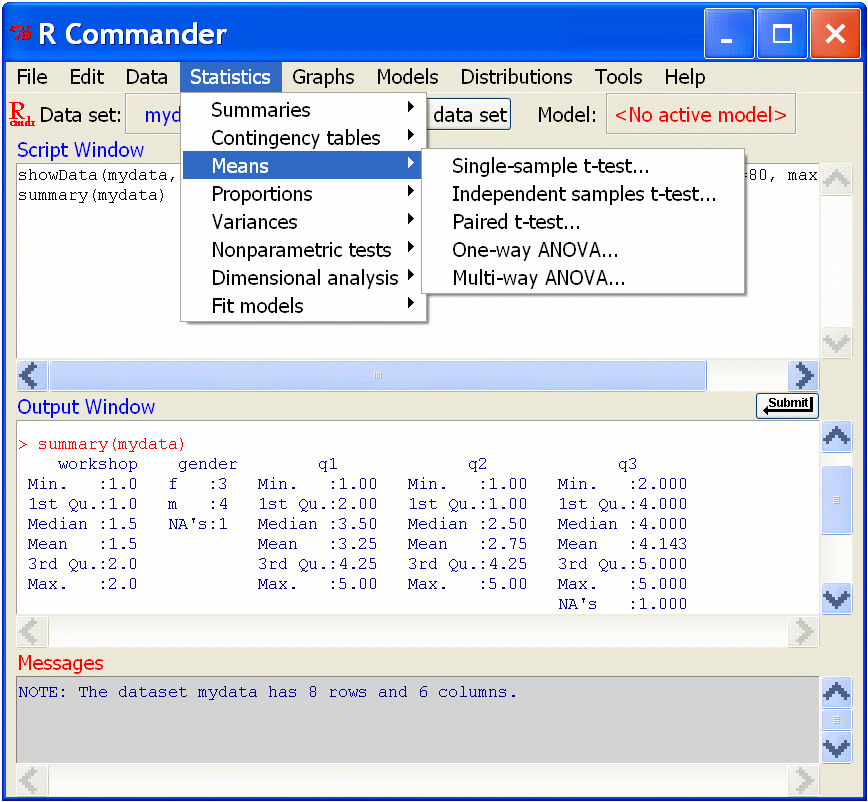 R Commander
File Edit Data Statistics Graphs Models Distributions Tools Help
R
cmdr
Data set: data set Model: <No active model>
Summaries
Contingency tables
Means
Proportions
Variances
Nonparametric tests
Dimensional analysis
Fit models
Single-sample t-test...
Independent samples t-test...
Paired t-test...
One-way ANOVA...
Multi-way ANOVA...
Script Window
showData(mydata, =80, max
summary(mydata)
Output Window Submit
> summary(mydata)
workshop gender q1 q2 q3
Min. :1.0 f :3 Min. :1.00 Min. :1.00 Min. :2.000
1st Qu.:1.0 m :4 1st Qu.:2.00 1st Qu.:1.00 1st Qu.:4.000
Median :1.5 NA's:1 Median :3.50 Median :2.50 Median :4.000
Mean :1.5 Mean :3.25 Mean :2.75 Mean :4.143
3rd Qu.:2.0 3rd Qu.:4.25 3rd Qu.:4.25 3rd Qu.:5.000
Max. :2.0 Max. :5.00 Max. :5.00 Max. :5.000
NA's :1.000
Messages
NOTE: The dataset mydata has 8 rows and 6 columns.